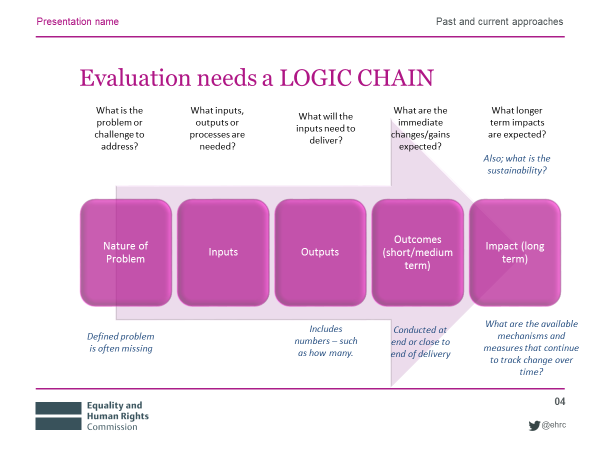 Presentation name
Past and current approaches
Evaluation needs a LOGIC CHAIN
What is the
problem or
challenge to
address?
What inputs,
outputs or
processes are
needed?
What will the
inputs need to
deliver?
What are the
immediate
changes/gains
expected?
What longer
term impacts
are expected?
Also; what is the
sustainability?
Nature of
Problem
Inputs
Outputs
Outcomes
(short/medium
term)
Impact (long
term)
Defined problem
is often missing
Includes
numbers – such
as how many.
Conducted at
end or close to
end of delivery
What are the available
mechanisms and
measures that continue
to track change over
time?
Equality and
Human Rights
Commission
04
@ehrc